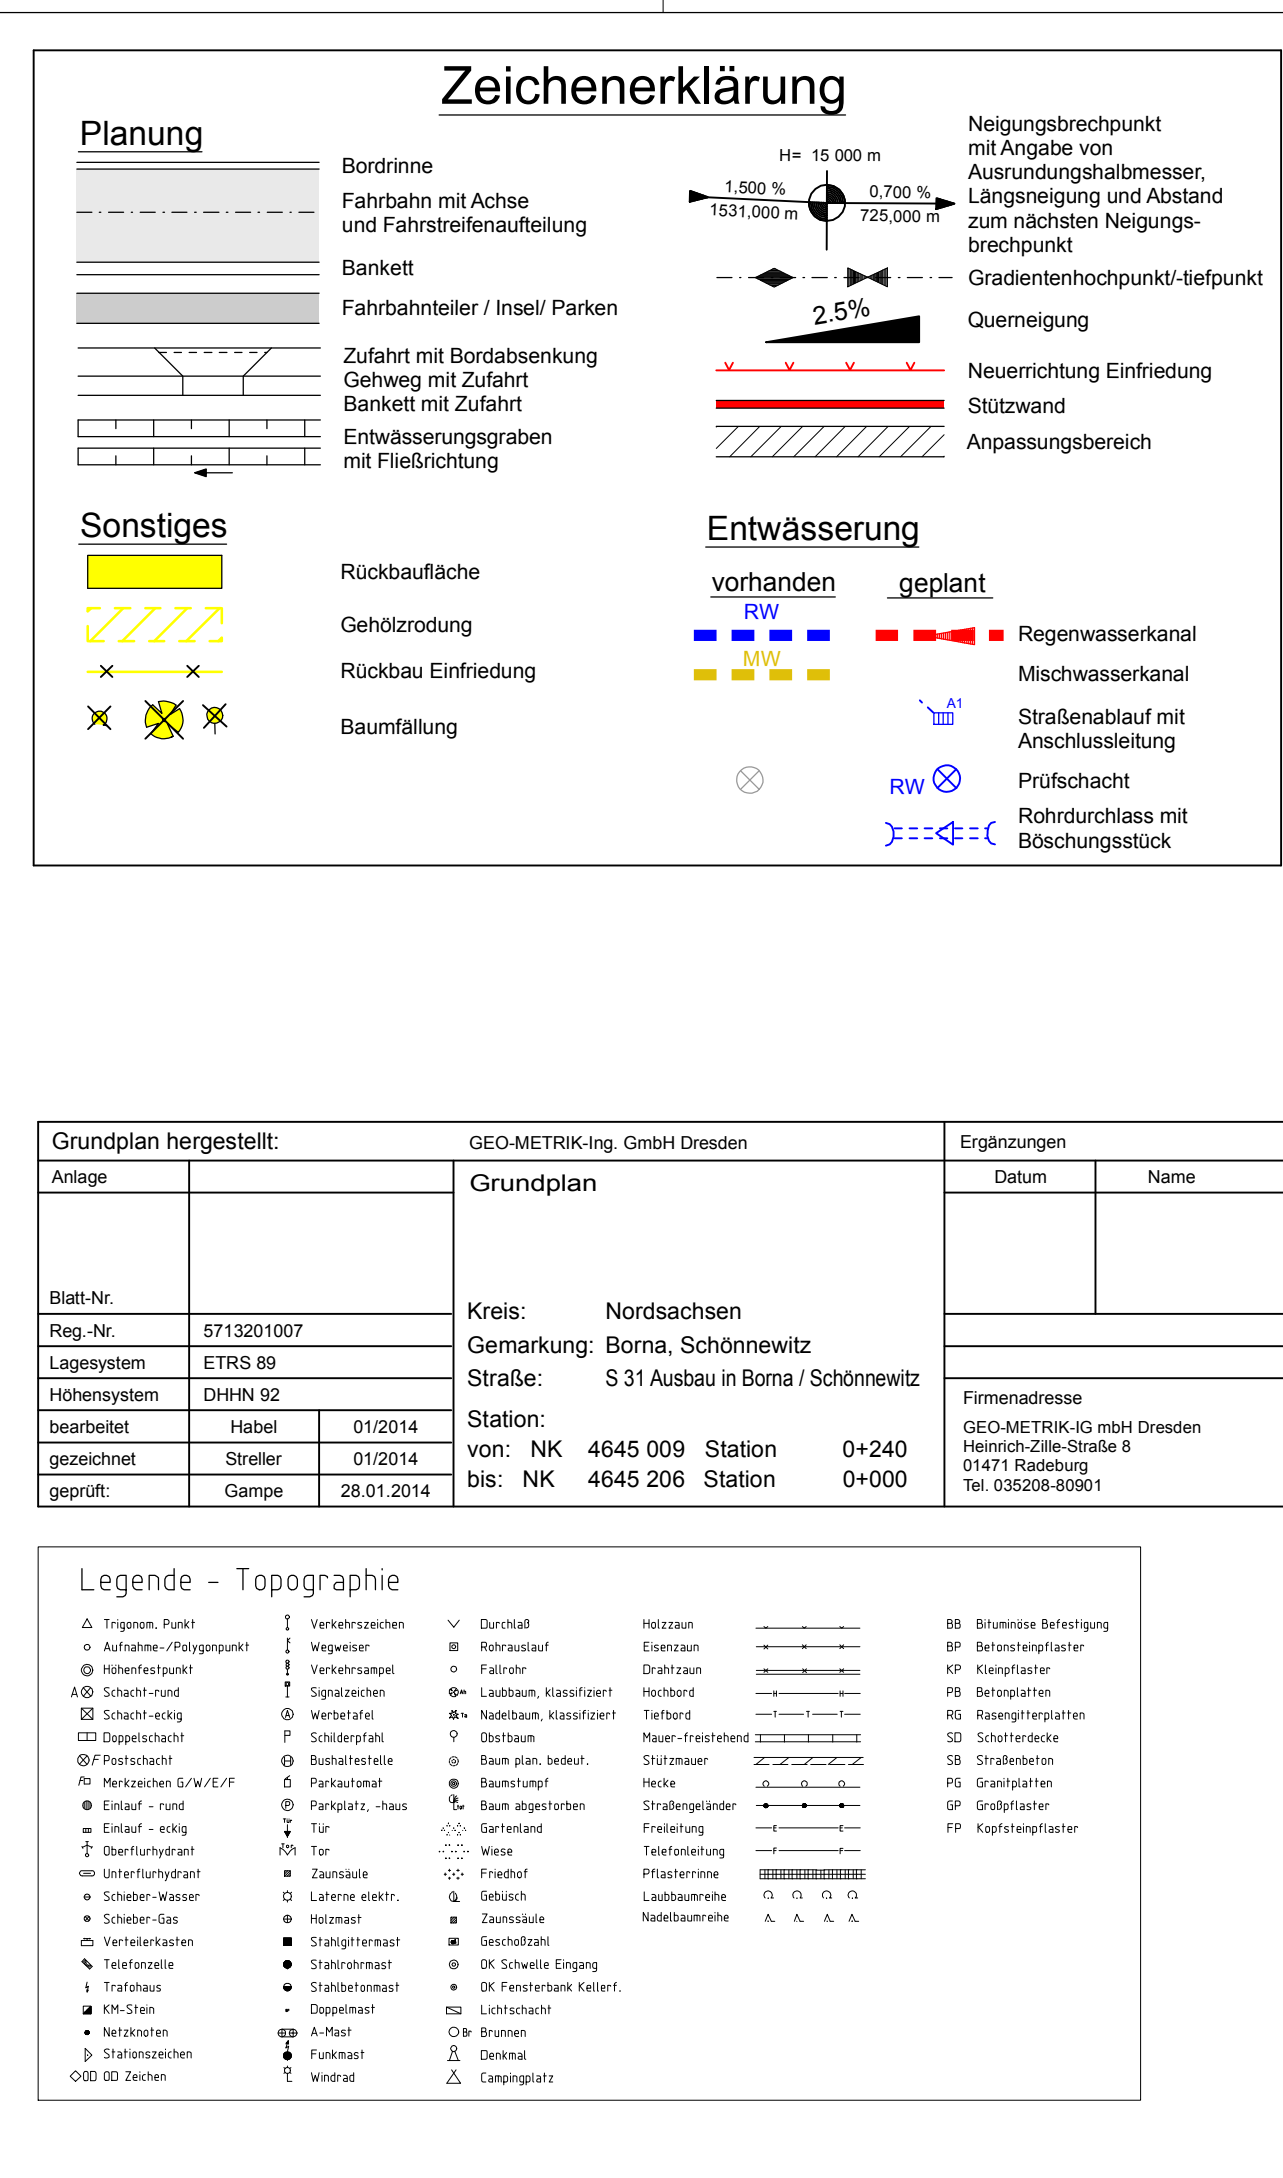 Zeichenerklärung
Planung
Bordrinne
Fahrbahn mit Achse
und Fahrstreifenaufteilung
Bankett
Fahrbahnteiler / Insel/ Parken
Zufahrt mit Bordabsenkung
Gehweg mit Zufahrt
Bankett mit Zufahrt
Entwässerungsgraben
mit Fließrichtung
H= 15 000 m
1,500 % 0,700 %
1531,000 m 725,000 m
Neigungsbrechpunkt
mit Angabe von
Ausrundungshalbmesser,
Längsneigung und Abstand
zum nächsten Neigungs-
brechpunkt
Gradientenhochpunkt/-tiefpunkt
2.5% Querneigung
Neuerrichtung Einfriedung
Stützwand
Anpassungsbereich
Sonstiges
Rückbaufläche
Gehölzrodung
Rückbau Einfriedung
Baumfällung
Entwässerung
vorhanden geplant
RW
Regenwasserkanal
MW
Mischwasserkanal
A1
Straßenablauf mit
Anschlussleitung
RW Prüfschacht
Rohrdurchlass mit
Böschungsstück
Grundplan hergestellt: GEO-METRIK-Ing. GmbH Dresden Ergänzungen
Anlage
Blatt-Nr.
Reg.-Nr. 5713201007
Lagesystem ETRS 89
Höhensystem DHHN 92
bearbeitet Habel 01/2014
gezeichnet Streller 01/2014
geprüft: Gampe 28.01.2014
Grundplan
Kreis: Nordsachsen
Gemarkung: Borna, Schönnewitz
Straße: S 31 Ausbau in Borna / Schönnewitz
Station:
von: NK 4645 009 Station 0+240
bis: NK 4645 206 Station 0+000
Datum Name
Firmenadresse
GEO-METRIK-IG mbH Dresden
Heinrich-Zille-Straße 8
01471 Radeburg
Tel. 035208-80901
Legende - Topographie
Trigonom. Punkt
Aufnahme-/Polygonpunkt
Höhenfestpunkt
A Schacht-rund
Schacht-eckig
Doppelschacht
F Postschacht
F Merkzeichen G/W/E/F
Einlauf - rund
Einlauf - eckig
Oberflurhydrant
Unterflurhydrant
Schieber-Wasser
Schieber-Gas
Verteilerkasten
Telefonzelle
Trafohaus
KM-Stein
Netzknoten
Stationszeichen
OD OD Zeichen
Verkehrszeichen
Wegweiser
Verkehrsampel
Signalzeichen
A Werbetafel
Schilderpfahl
H Bushaltestelle
Parkautomat
P Parkplatz, -haus
Tür Tür
Tor Tor
Zaunsäule
Laterne elektr.
Holzmast
Stahlgittermast
Stahlrohrmast
Stahlbetonmast
Doppelmast
A-Mast
Funkmast
Windrad
Durchlaß
Rohrauslauf
Fallrohr
Ah Laubbaum, klassifiziert
Ta Nadelbaum, klassifiziert
Obstbaum
Baum plan. bedeut.
Baumstumpf
Baum abgestorben
Gartenland
Wiese
Friedhof
Gebüsch
Zaunssäule
Geschoßzahl
OK Schwelle Eingang
OK Fensterbank Kellerf.
Lichtschacht
Br Brunnen
Denkmal
Campingplatz
Holzzaun
Eisenzaun
Drahtzaun
Hochbord H H
Tiefbord T T T
Mauer-freistehend
Stützmauer
Hecke
Straßengeländer
Freileitung E E
Telefonleitung F F
Pflasterrinne
Laubbaumreihe
Nadelbaumreihe
BB Bituminöse Befestigung
BP Betonsteinpflaster
KP Kleinpflaster
PB Betonplatten
RG Rasengitterplatten
SD Schotterdecke
SB Straßenbeton
PG Granitplatten
GP Großpflaster
FP Kopfsteinpflaster